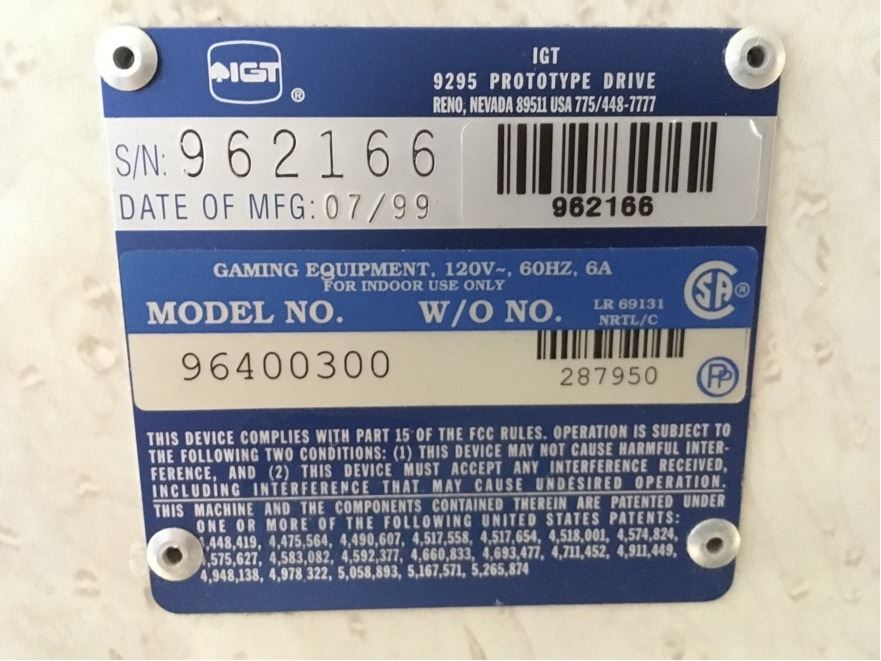 IGT
®
IGT
9295 PROTOTYPE DRIVE
RENO, NEVADA 89511 USA 775/448-7777
S/N: 962166
DATE OF MFG: 07/99
962166
GAMING EQUIPMENT, 120V~, 60HZ, 6A
FOR INDOOR USE ONLY
MODEL NO. W/O NO. LR 69131
NRTL/C
SA ®
96400300
287950
PP
THIS DEVICE COMPLIES WITH PART 15 OF THE FCC RULES. OPERATION IS SUBJECT TO
THE FOLLOWING TWO CONDITIONS: (1) THIS DEVICE MAY NOT CAUSE HARMFUL INTER-
FERENCE, AND (2) THIS DEVICE MUST ACCEPT ANY INTERFERENCE RECEIVED,
INCLUDING INTERFERENCE THAT MAY CAUSE UNDESIRED OPERATION.
THIS MACHINE AND THE COMPONENTS CONTAINED THEREIN ARE PATENTED UNDER
ONE OR MORE OF THE FOLLOWING UNITED STATES PATENTS:
,448,419, 4,475,564, 4,490,607, 4,517,558, 4,517,654, 4,518,001, 4,574,824,
,575,627, 4,583,082, 4,592,377, 4,660,833, 4,693,477, 4,711,452, 4,911,449,
4,948,138, 4,978,322, 5,058,893, 5,167,571, 5,265,874